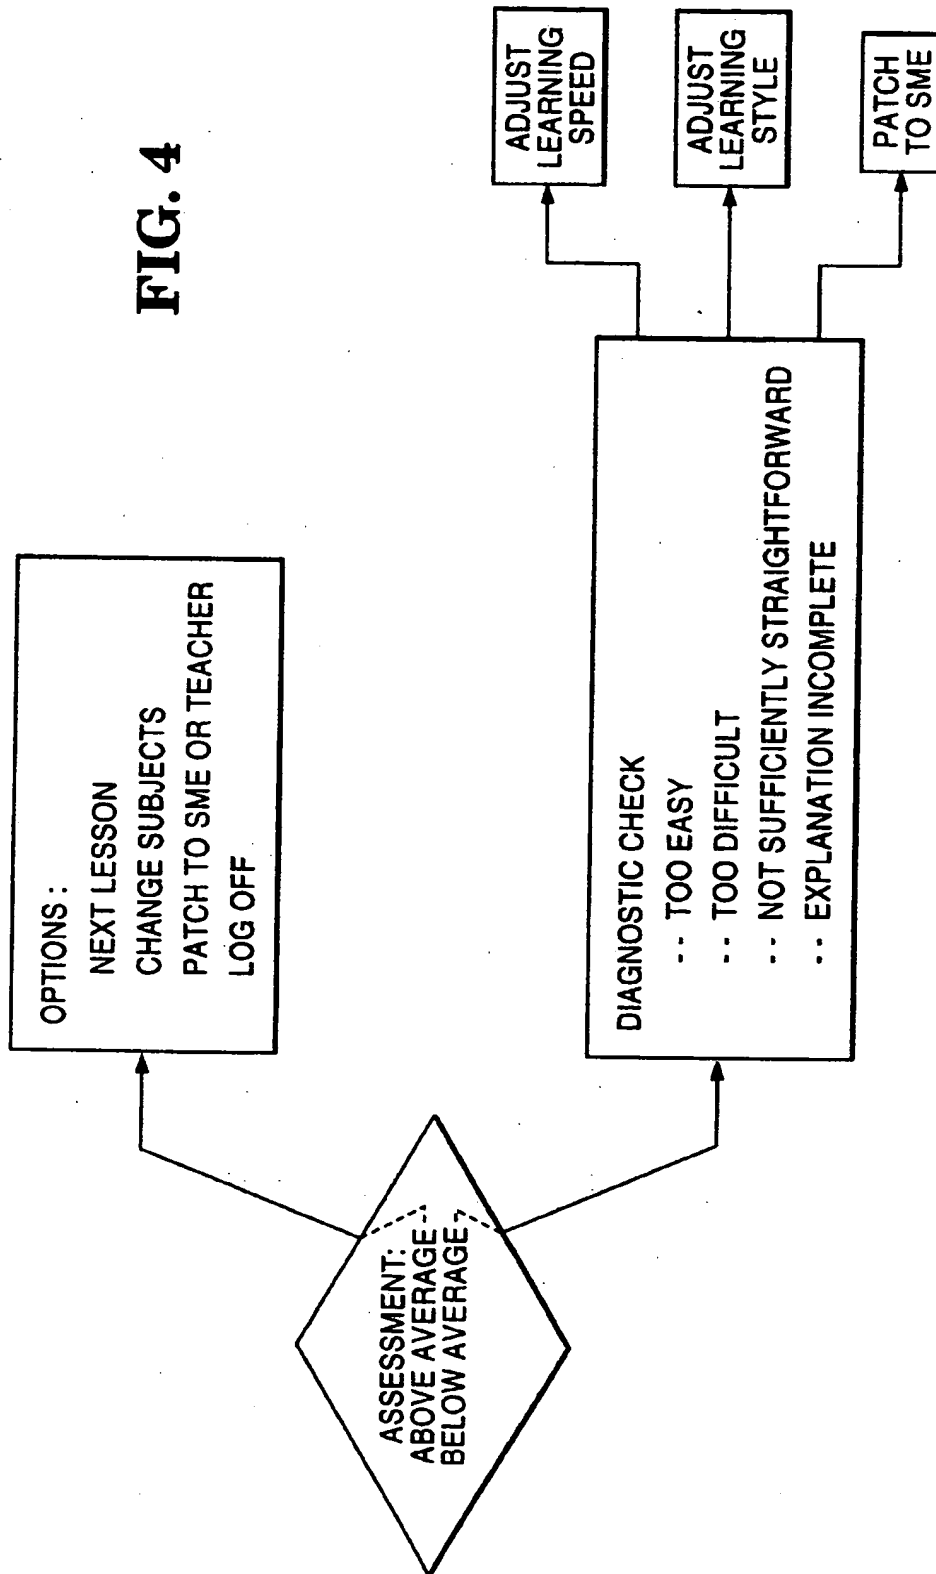 FIG. 4
ASSESSMENT:
ABOVE AVERAGE
BELOW AVERAGE
OPTIONS :
NEXT LESSON
CHANGE SUBJECTS
PATCH TO SME OR TEACHER
LOG OFF
DIAGNOSTIC CHECK
-- TOO EASY
-- TOO DIFFICULT
-- NOT SUFFICIENTLY STRAIGHTFORWARD
-- EXPLANATION INCOMPLETE
ADJUST
LEARNING
SPEED
ADJUST
LEARNING
STYLE
PATCH
TO SME